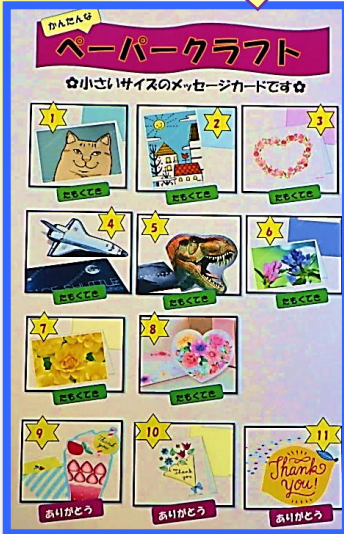 かんたんな
ペーパークラフト
✿小さいサイズのメッセージカードです✿
1
2
3
たもくてき
たもくてき
たもくてき
4
5
6
たもくてき
たもくてき
たもくてき
7
8
たもくてき
たもくてき
9
10
11
Thank you
Thank
you!
ありがとう
ありがとう
ありがとう